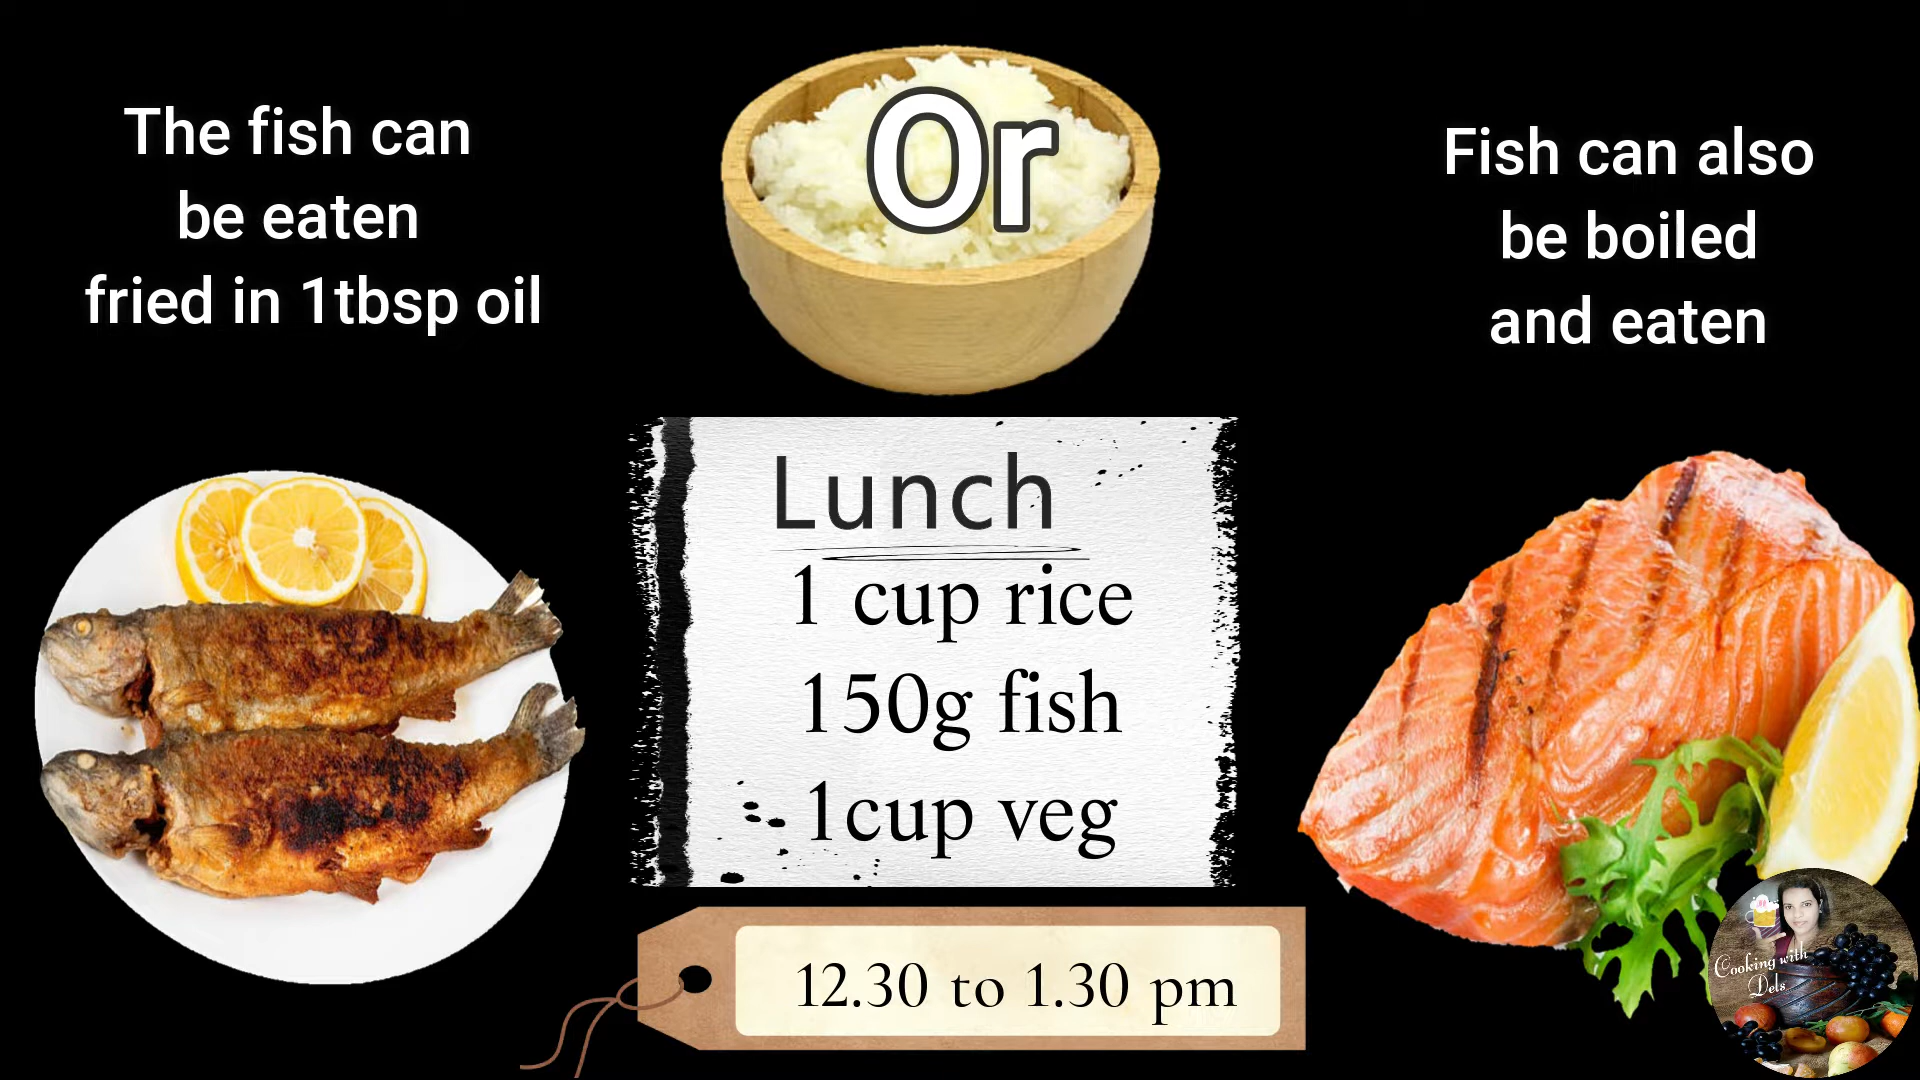 The fish can
be eaten
fried in 1tbsp oil
Or
Fish can also
be boiled
and eaten
Lunch
1 cup rice
150g fish
1cup veg
12.30 to 1.30 pm
Cooking with
Dels